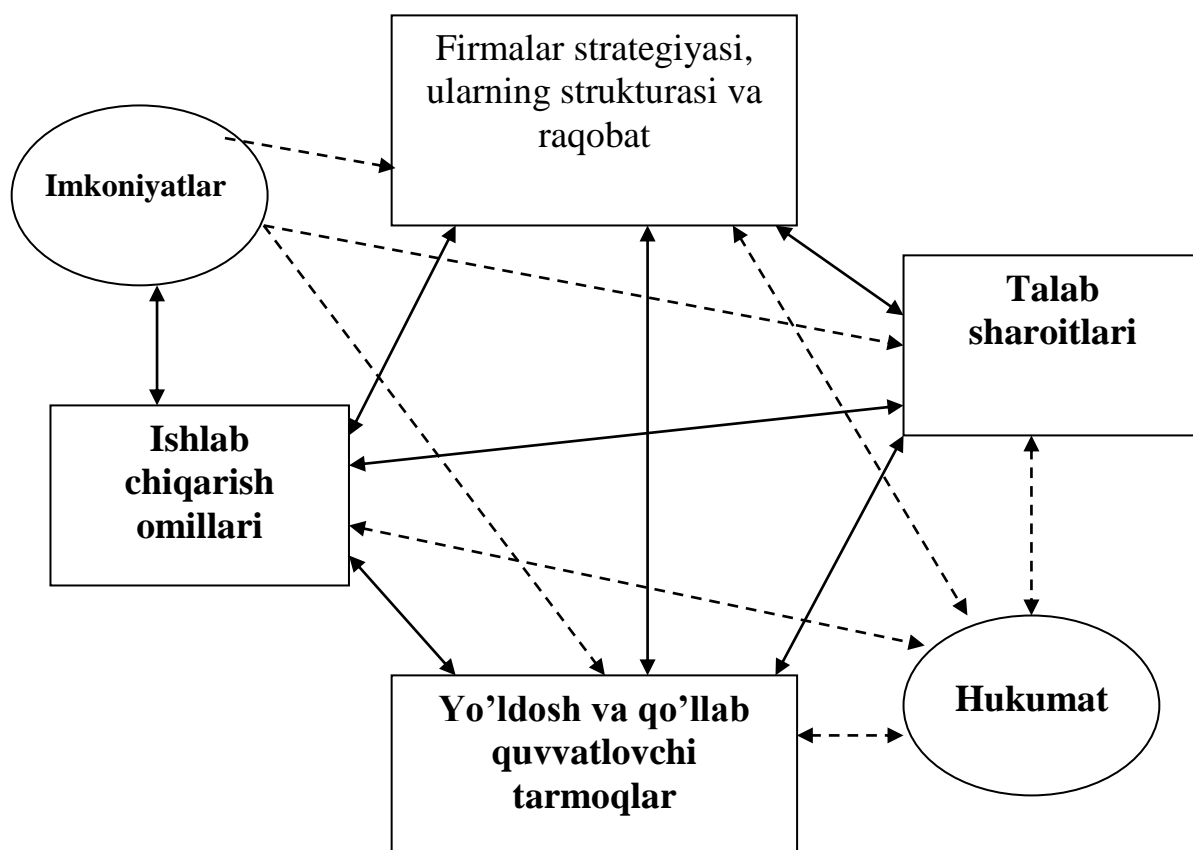 Firmalar strategiyasi,
ularning strukturasi va
raqobat
Imkoniyatlar
Talab
sharoitlari
Ishlab
chiqarish
omillari
Yo’ldosh va qo’llab
quvvatlovchi
tarmoqlar
Hukumat